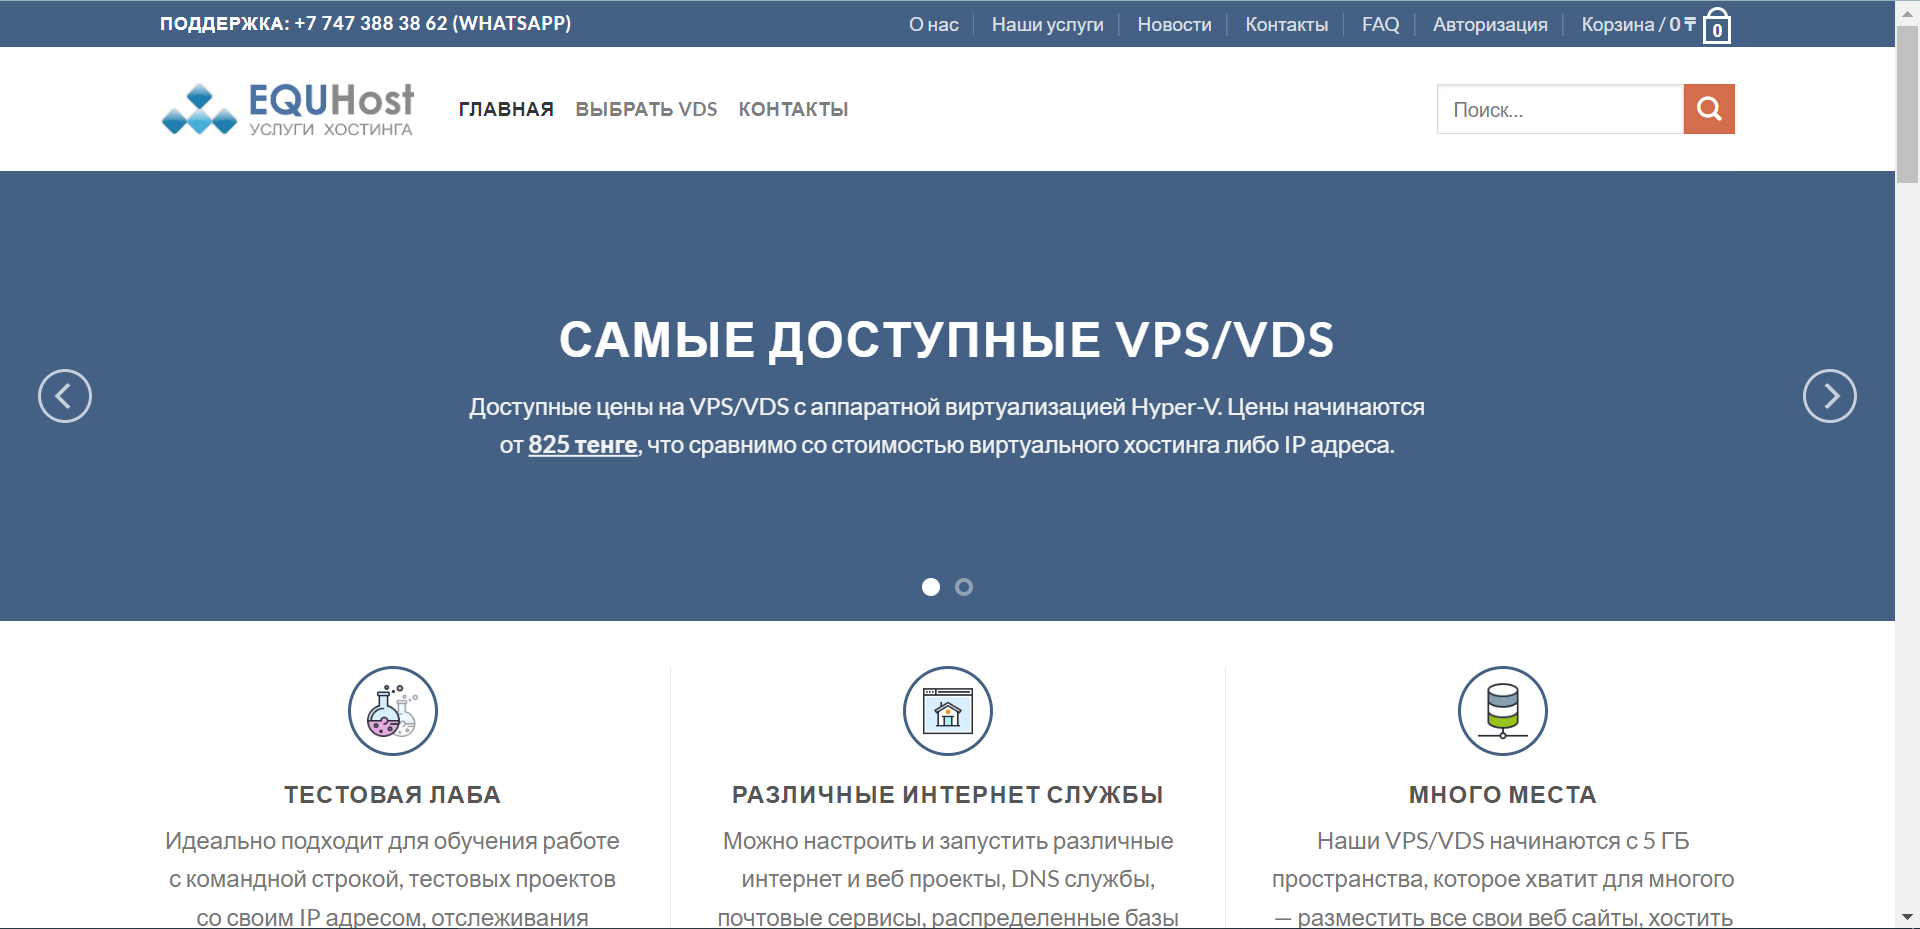 ПОДДЕРЖКА: +7 747 388 38 62 (WHATSAPP)
О нас
Наши услуги
Новости
Контакты
FAQ
Авторизация
Корзина / 0 ₸
0
EQUHost
УСЛУГИ ХОСТИНГА
ГЛАВНАЯ
ВЫБРАТЬ VDS
КОНТАКТЫ
Поиск...
САМЫЕ ДОСТУПНЫЕ VPS/VDS
Доступные цены на VPS/VDS с аппаратной виртуализацией Hyper-V. Цены начинаются
от 825 тенге, что сравнимо со стоимостью виртуального хостинга либо IP адреса.
ТЕСТОВАЯ ЛАБА
Идеально подходит для обучения работе
с командной строкой, тестовых проектов
со своим IP адресом, отслеживания
РАЗЛИЧНЫЕ ИНТЕРНЕТ СЛУЖБЫ
Можно настроить и запустить различные
интернет и веб проекты, DNS службы,
почтовые сервисы, распределенные базы
МНОГО МЕСТА
Наши VPS/VDS начинаются с 5 ГБ
пространства, которое хватит для многого
— разместить все свои веб сайты, хостить